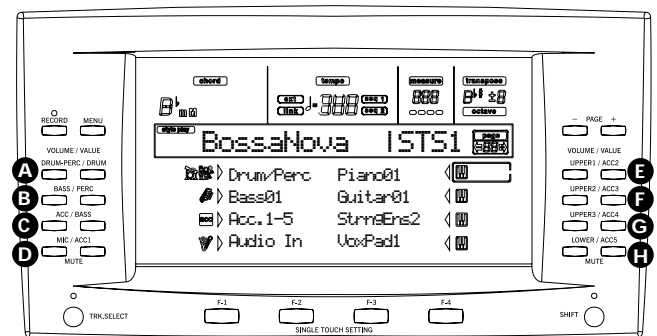 chord tempo measure transpose
B♭ m M ext link ♩=300 seq 1 seq 2 888 B♭# ±8
octave
RECORD MENU
style play BossaNova ISTS1 page
- PAGE +
VOLUME / VALUE
VOLUME / VALUE
A DRUM-PERC / DRUM
Drum/Perc Piano01
UPPER1 / ACC2 E
B BASS / PERC
Bass01 Guitar01
UPPER2 / ACC3 F
C ACC / BASS
ACC Acc.1-5 StrngEns2
UPPER3 / ACC4 G
D MIC / ACC1
Audio In VoxPad1
LOWER / ACC5 H
MUTE
MUTE
TRK.SELECT
F-1 F-2 F-3 F-4
SHIFT
SINGLE TOUCH SETTING